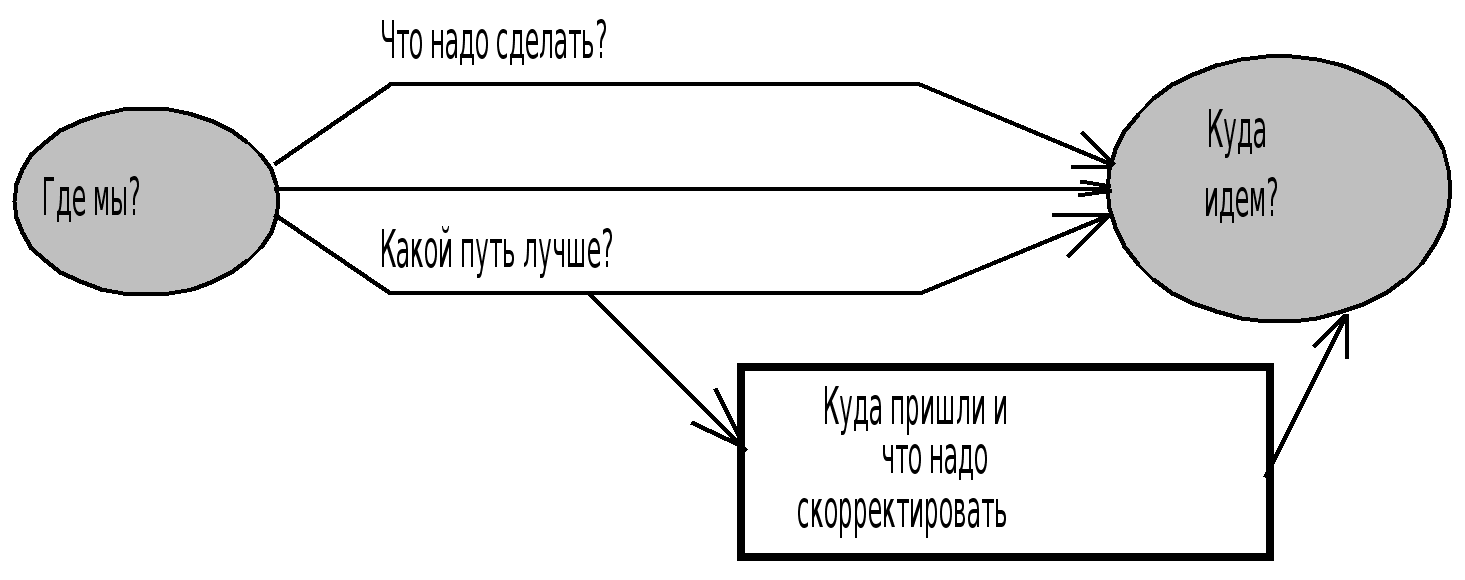 Что надо сделать?
Где мы?
Куда
идем?
Какой путь лучше?
Куда пришли и
что надо
скорректировать